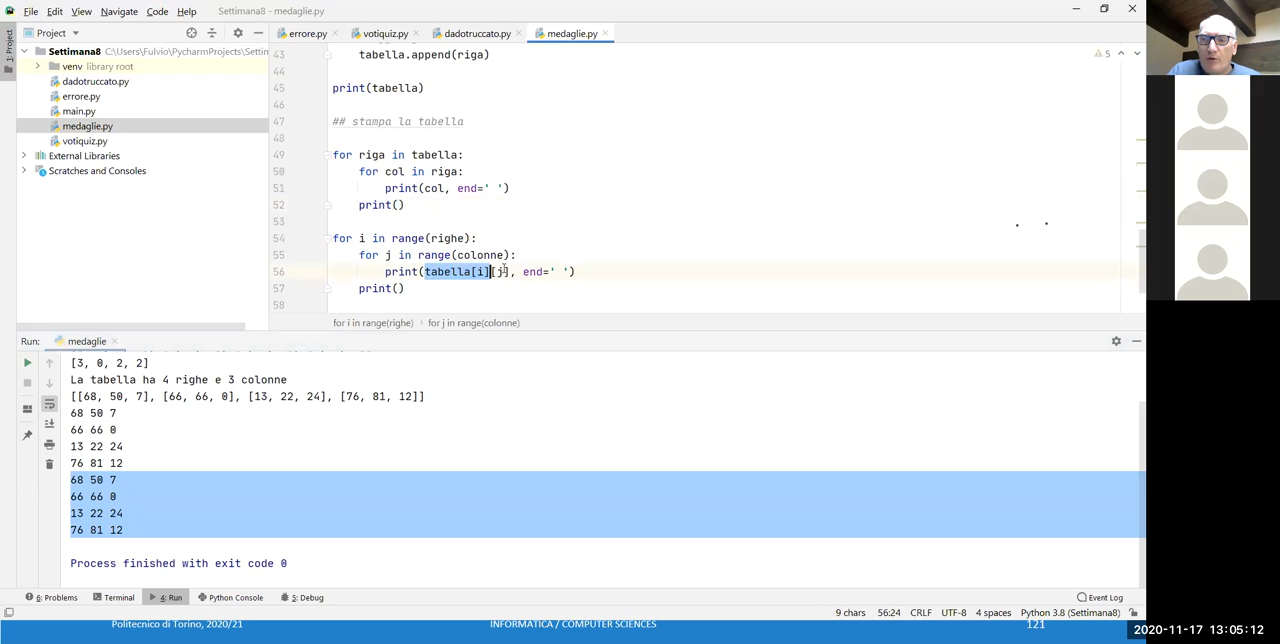 File Edit View Navigate Code Help Settimana8 - medaglie.py
Project
errore.py votiquiz.py dadotruccato.py medaglie.py
1: Project
Settimana8 C:\Users\Fulvio\PycharmProjects\Settim
venv library root
dadotruccato.py
errore.py
main.py
medaglie.py
votiquiz.py
External Libraries
Scratches and Consoles
5
43 tabella.append(riga)
44
45 print(tabella)
46
47 ## stampa la tabella
48
49 for riga in tabella:
50 for col in riga:
51 print(col, end=' ')
52 print()
53
54 for i in range(righe):
55 for j in range(colonne):
56 print(tabella[i][j], end=' ')
57 print()
58
for i in range(righe) › for j in range(colonne)
Run: medaglie
[3, 0, 2, 2]
La tabella ha 4 righe e 3 colonne
[[68, 50, 7], [66, 66, 0], [13, 22, 24], [76, 81, 12]]
68 50 7
66 66 0
13 22 24
76 81 12
68 50 7
66 66 0
13 22 24
76 81 12
Process finished with exit code 0
6: Problems Terminal 4: Run Python Console 5: Debug Event Log
9 chars 56:24 CRLF UTF-8 4 spaces Python 3.8 (Settimana8)
Politecnico di Torino, 2020/21 INFORMATICA / COMPUTER SCIENCES 121
2020-11-17 13:05:12